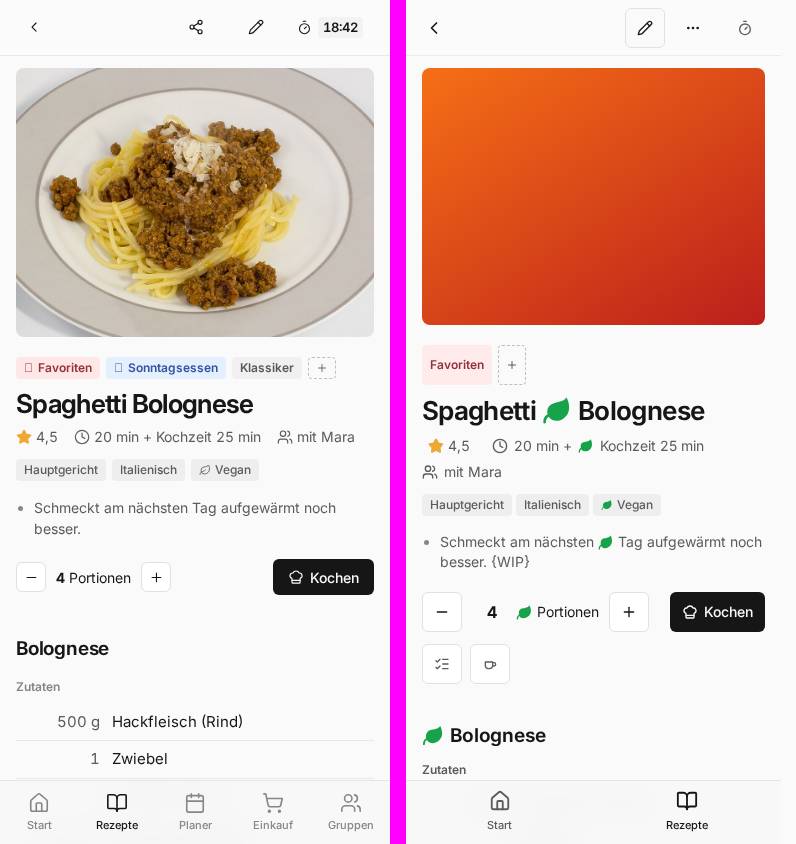 18:42
Favoriten
Sonntagsessen
Klassiker
Spaghetti Bolognese
4,5
20 min + Kochzeit 25 min
mit Mara
Hauptgericht
Italienisch
Vegan
Schmeckt am nächsten Tag aufgewärmt noch
besser.
4 Portionen
Kochen
Bolognese
Zutaten
500 g Hackfleisch (Rind)
1 Zwiebel
Start
Rezepte
Planer
Einkauf
Gruppen
Favoriten
Spaghetti Bolognese
4,5
20 min + Kochzeit 25 min
mit Mara
Hauptgericht
Italienisch
Vegan
Schmeckt am nächsten Tag aufgewärmt noch
besser. {WIP}
4 Portionen
Kochen
Bolognese
Zutaten
Start
Rezepte